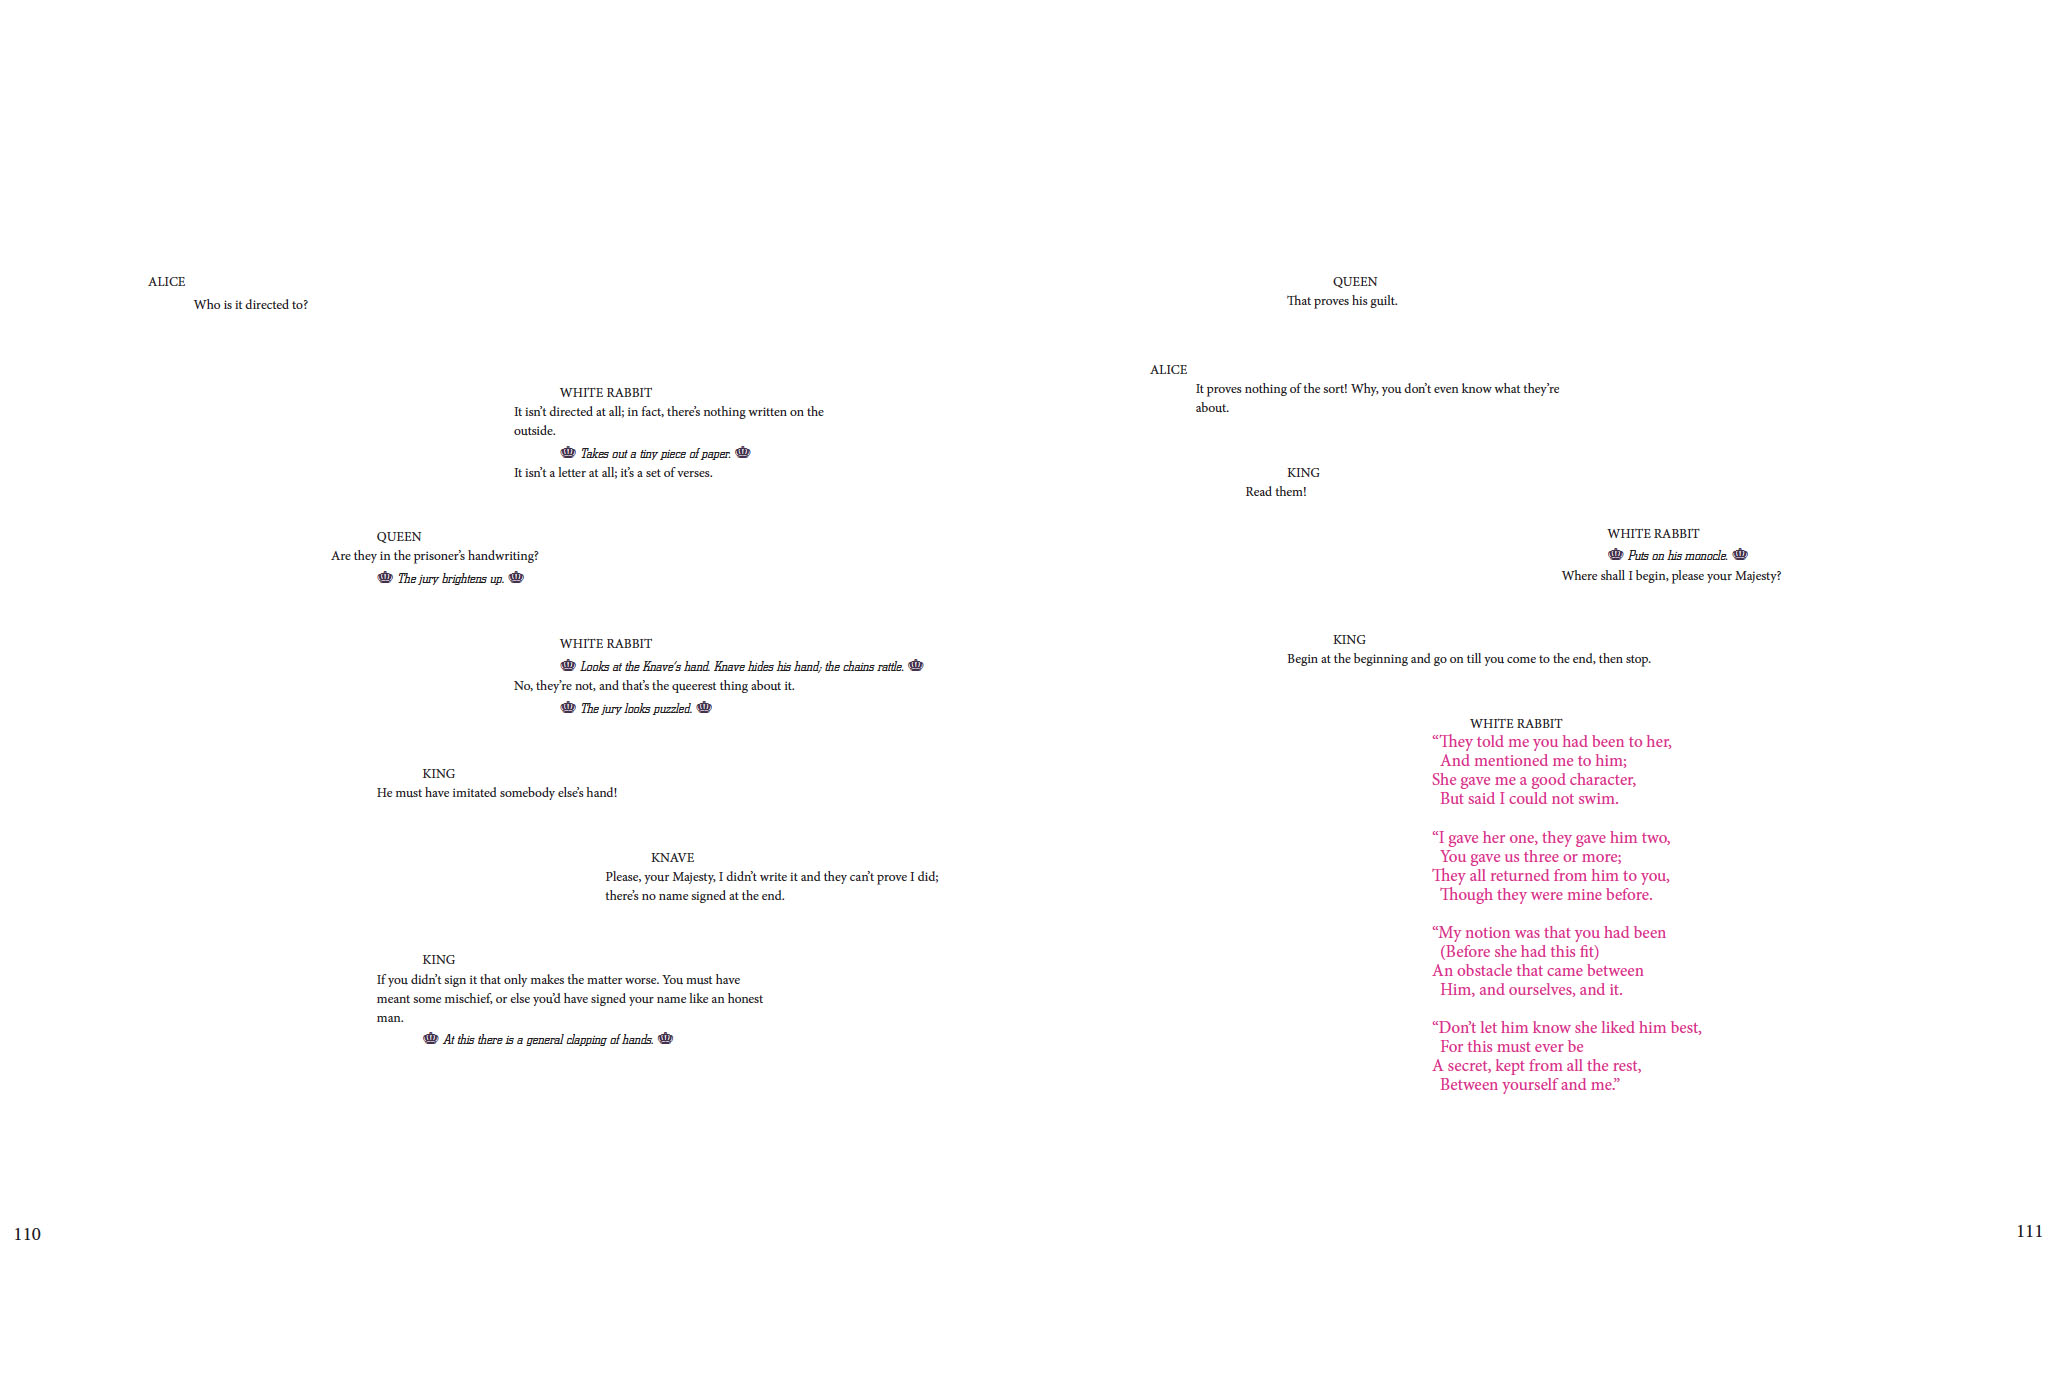 ALICE
Who is it directed to?
WHITE RABBIT
It isn’t directed at all; in fact, there’s nothing written on the
outside.
♚ Takes out a tiny piece of paper. ♚
It isn’t a letter at all; it’s a set of verses.
QUEEN
Are they in the prisoner’s handwriting?
♚ The jury brightens up. ♚
WHITE RABBIT
♚ Looks at the Knave’s hand. Knave hides his hand; the chains rattle. ♚
No, they’re not, and that’s the queerest thing about it.
♚ The jury looks puzzled. ♚
KING
He must have imitated somebody else’s hand!
KNAVE
Please, your Majesty, I didn’t write it and they can’t prove I did;
there’s no name signed at the end.
KING
If you didn’t sign it that only makes the matter worse. You must have
meant some mischief, or else you’d have signed your name like an honest
man.
♚ At this there is a general clapping of hands. ♚
110
QUEEN
That proves his guilt.
ALICE
It proves nothing of the sort! Why, you don’t even know what they’re
about.
KING
Read them!
WHITE RABBIT
♚ Puts on his monocle. ♚
Where shall I begin, please your Majesty?
KING
Begin at the beginning and go on till you come to the end, then stop.
WHITE RABBIT
“They told me you had been to her,
And mentioned me to him;
She gave me a good character,
But said I could not swim.
“I gave her one, they gave him two,
You gave us three or more;
They all returned from him to you,
Though they were mine before.
“My notion was that you had been
(Before she had this fit)
An obstacle that came between
Him, and ourselves, and it.
“Don’t let him know she liked him best,
For this must ever be
A secret, kept from all the rest,
Between yourself and me.”
111